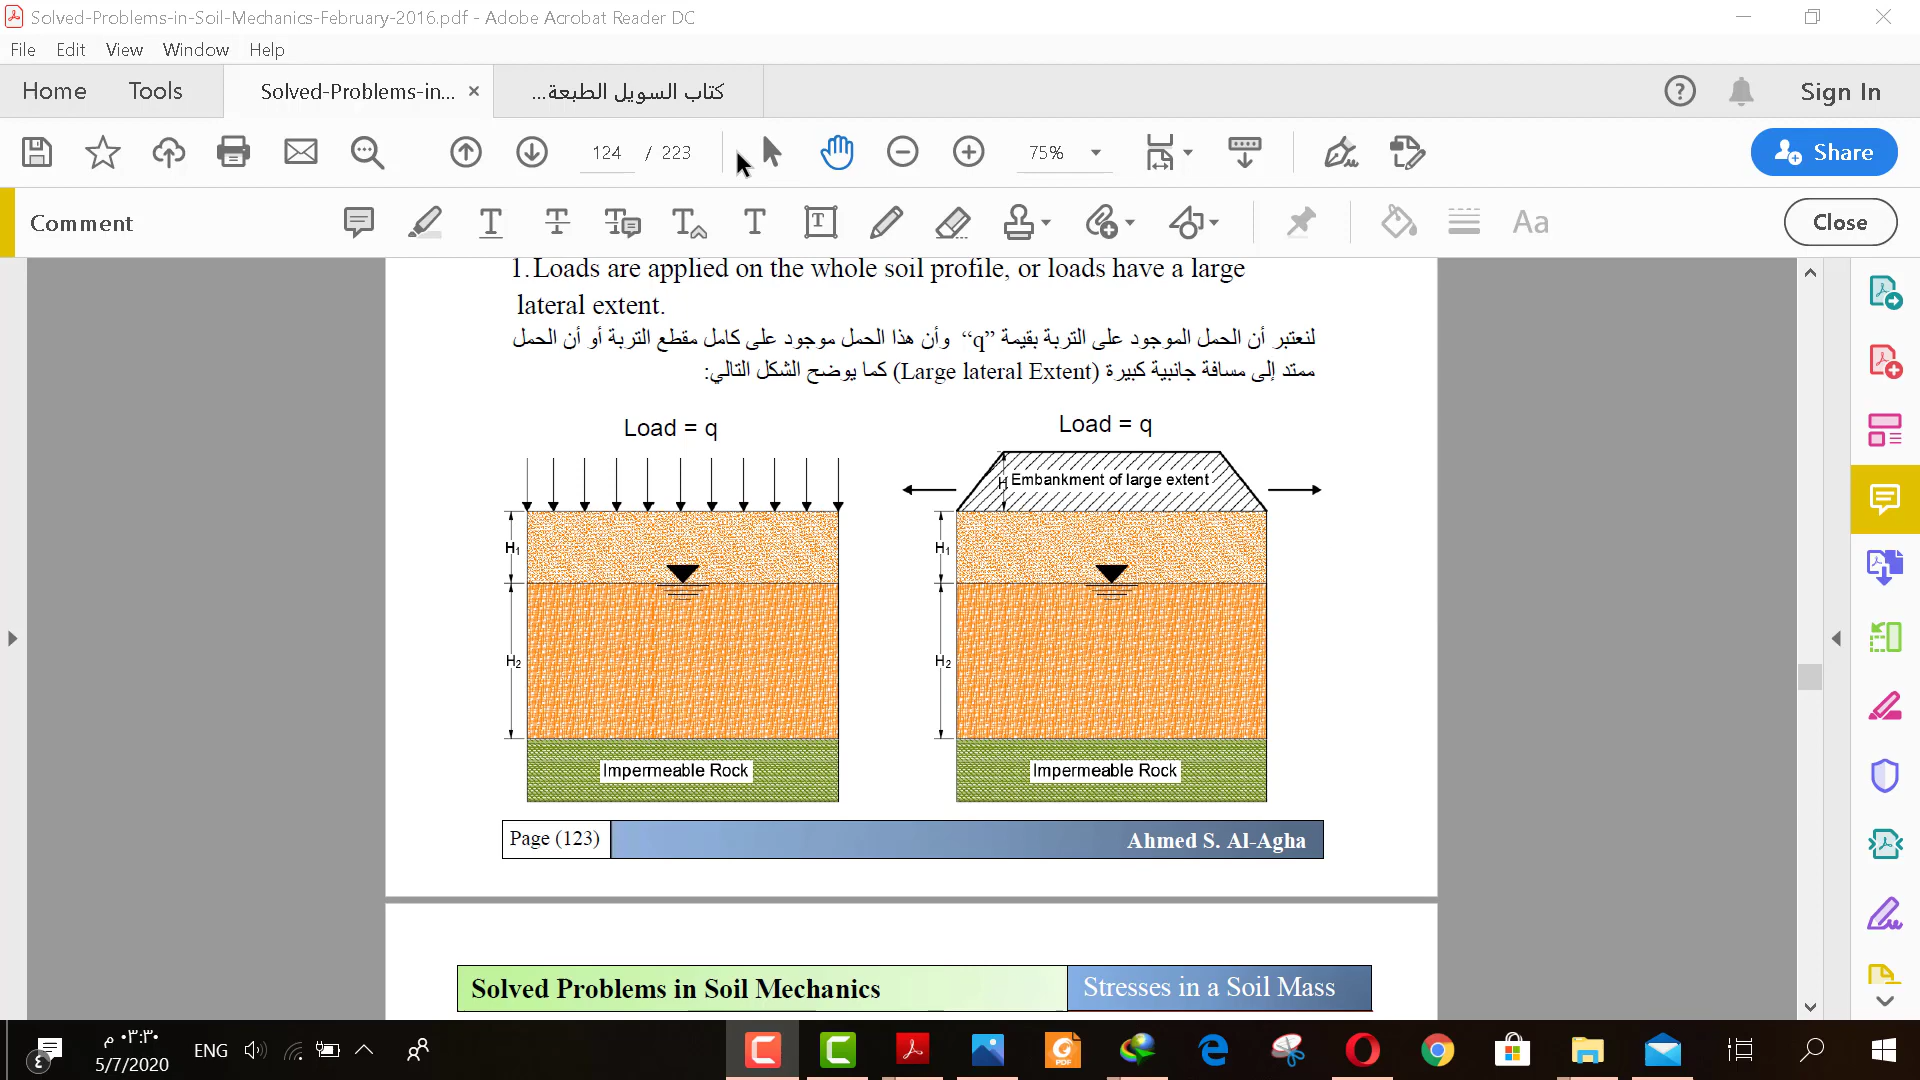 Solved-Problems-in-Soil-Mechanics-February-2016.pdf - Adobe Acrobat Reader DC
File Edit View Window Help
Home Tools Solved-Problems-in... × كتاب السويل الطبعة... Sign In
124 / 223 75% Share
Comment Aa Close
1. Loads are applied on the whole soil profile, or loads have a large
lateral extent.
لنعتبر أن الحمل الموجود على التربة بقيمة “q” وأن هذا الحمل موجود على كامل مقطع التربة أو أن الحمل
ممتد إلى مسافة جانبية كبيرة (Large lateral Extent) كما يوضح الشكل التالي:
Load = q
Load = q
H Embankment of large extent
H₁
H₁
H₂
H₂
Impermeable Rock
Impermeable Rock
Page (123) Ahmed S. Al-Agha
Solved Problems in Soil Mechanics Stresses in a Soil Mass
٠٣:٣٠ م
ENG
5/7/2020
٤
PDF